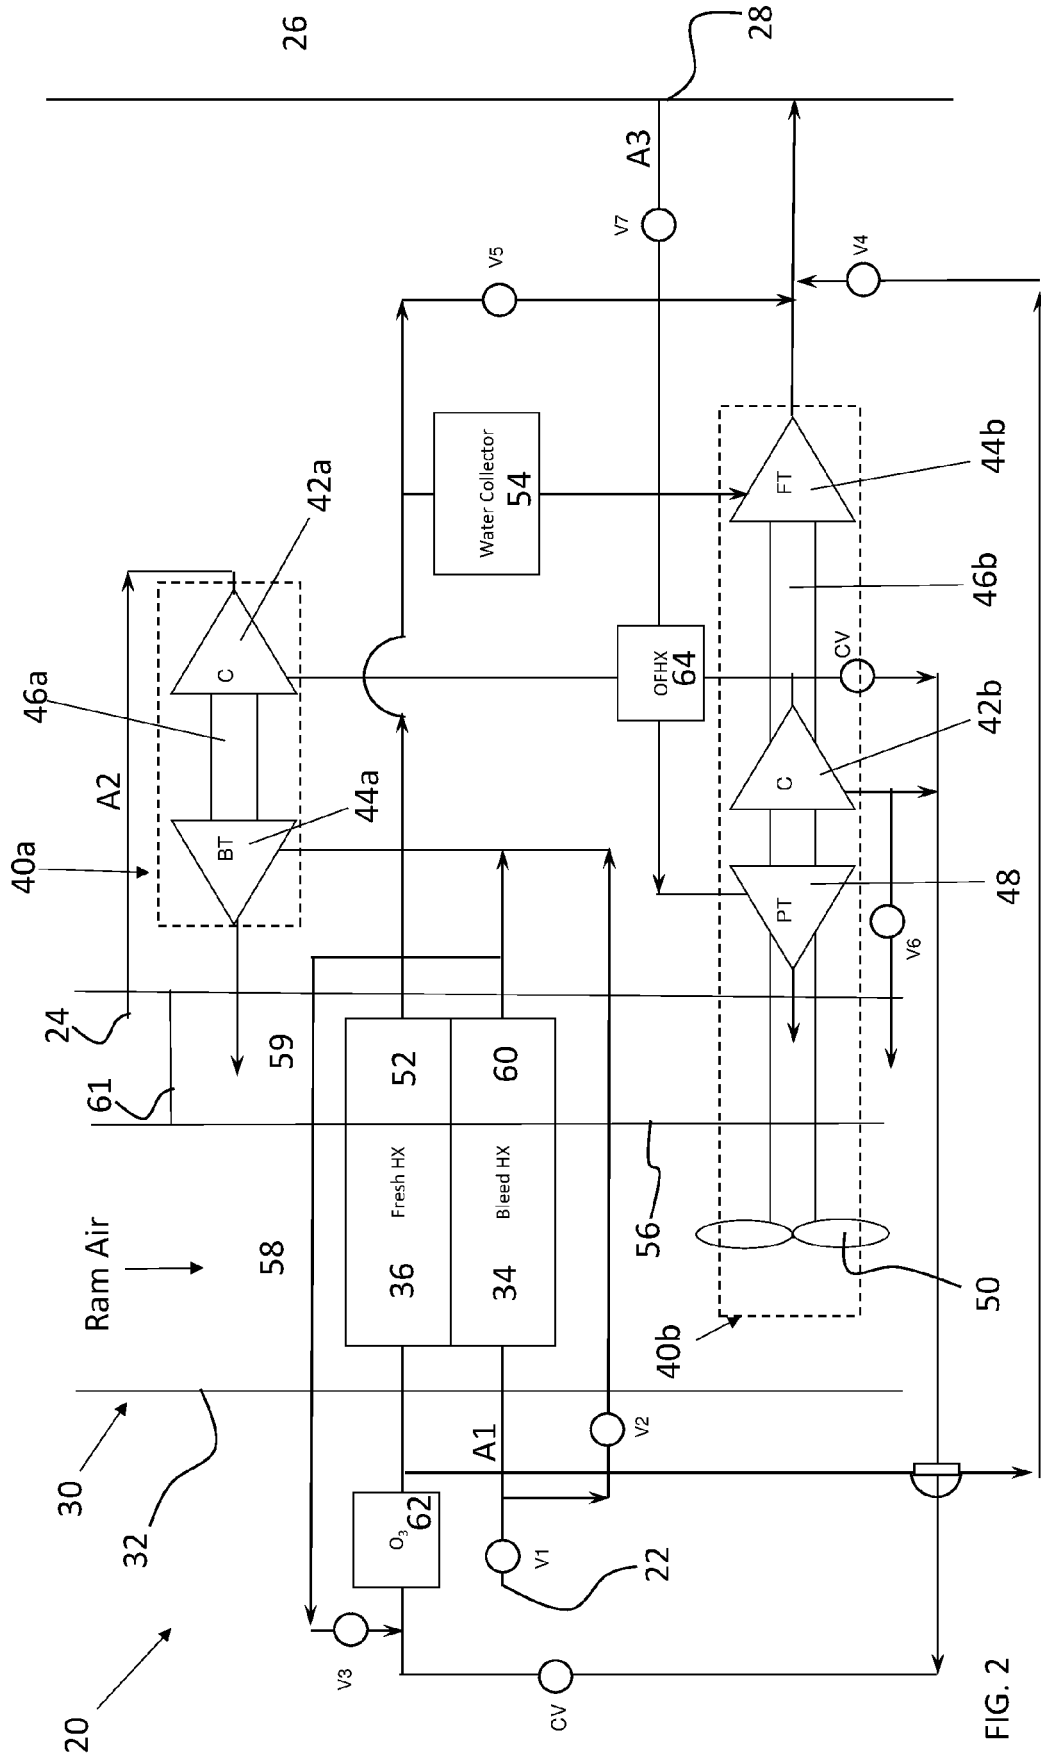 40a
46a
20
30
24
Ram Air
61
A2
32
BT
C
58
59
26
42a
V3
44a
O₃
62
36
Fresh HX
52
A1
Water Collector
54
V5
34
Bleed HX
60
V1
CV
V7
A3
V2
56
22
OFHX
64
40b
28
PT
C
FT
CV
V4
V6
50
48
42b
46b
44b
FIG. 2